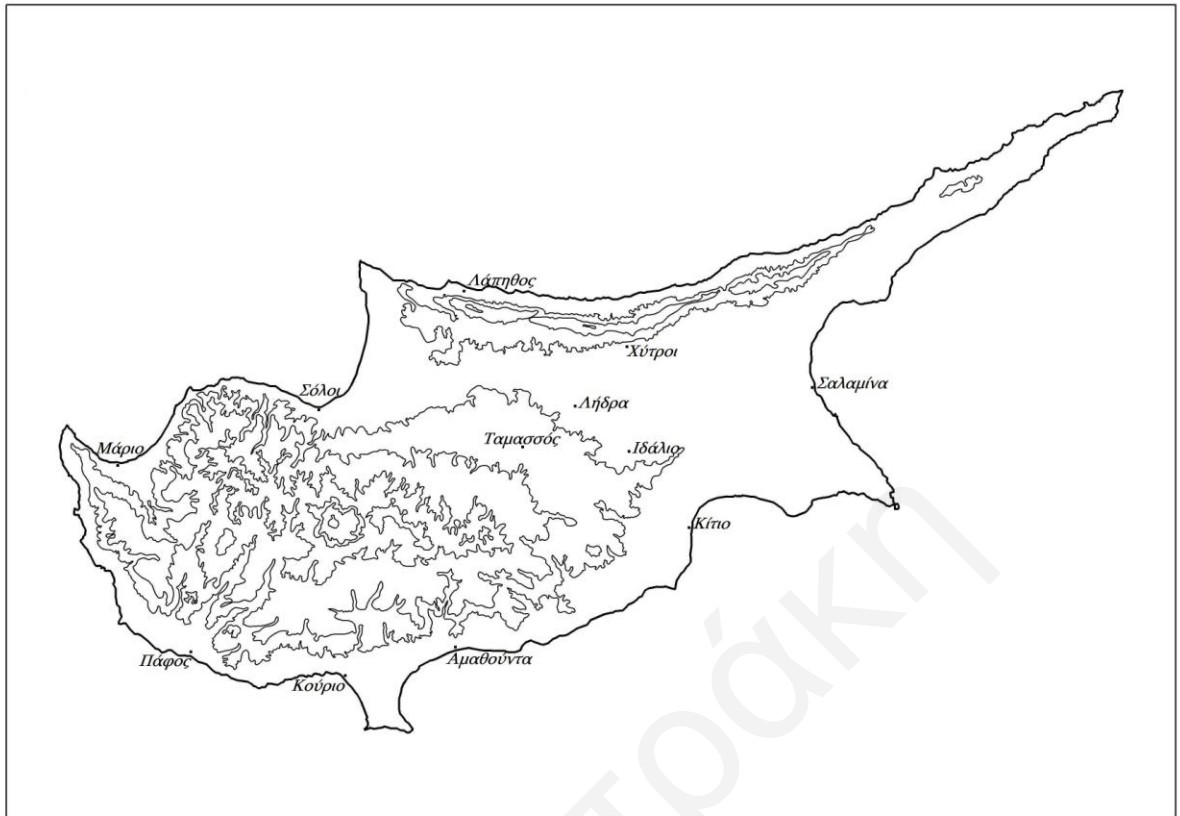 Λάπηθος
Χύτροι
Σαλαμίνα
Σόλοι
Λήδρα
Ταμασσός
Ιδάλιο
Μάριο
Κίτιο
Πάφος
Αμαθούντα
Κούριο